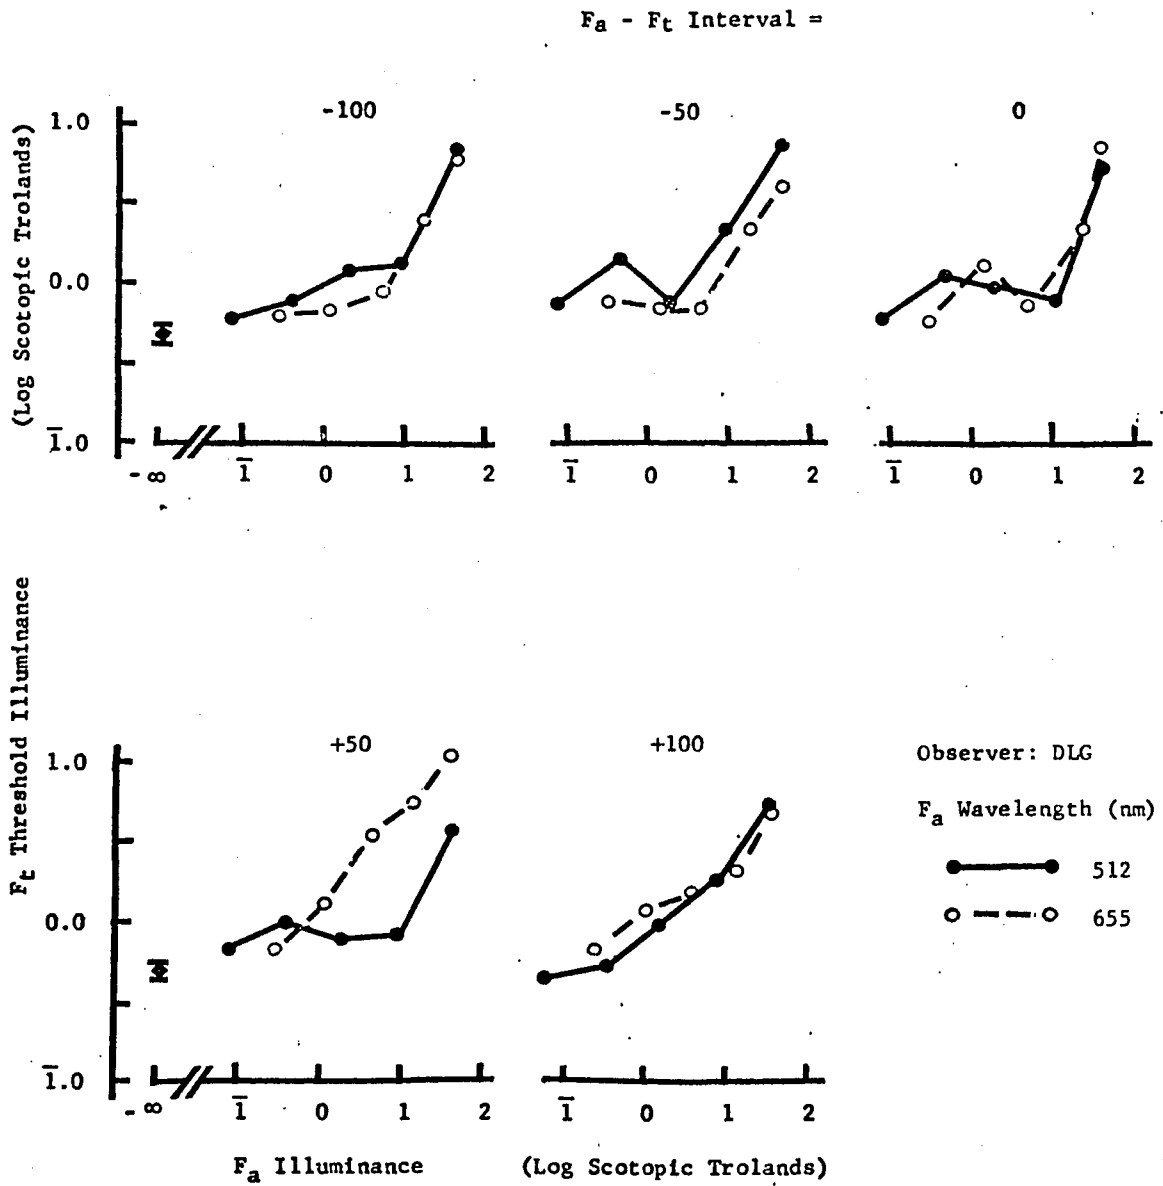 Fa - Ft Interval =
-100 -50 0
1.0
0.0
1̅.0
(Log Scotopic Trolands)
-∞ 1̅ 0 1 2 1̅ 0 1 2 1̅ 0 1 2
+50 +100
1.0
0.0
1̅.0
Ft Threshold Illuminance
Observer: DLG
Fa Wavelength (nm)
512
655
-∞ 1̅ 0 1 2 1̅ 0 1 2
Fa Illuminance (Log Scotopic Trolands)